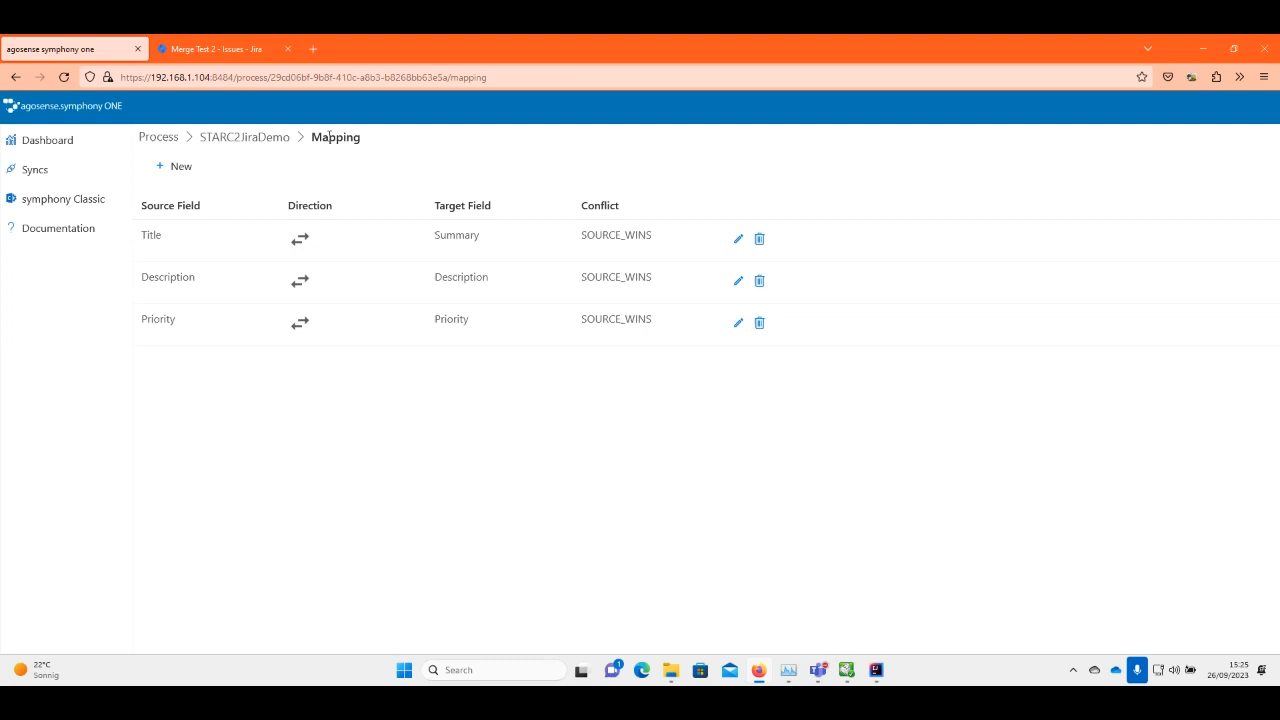 agosense symphony one
Merge Test 2 - Issues - Jira
https://192.168.1.104:8484/process/29cd06bf-9b8f-410c-a8b3-b8268bb63e5a/mapping
agosense.symphony ONE
Dashboard
Syncs
symphony Classic
Documentation
Process > STARC2JiraDemo > Mapping
+ New
Source Field Direction Target Field Conflict
Title Summary SOURCE_WINS
Description Description SOURCE_WINS
Priority Priority SOURCE_WINS
22°C
Sonnig
Search
1
15:25
26/09/2023